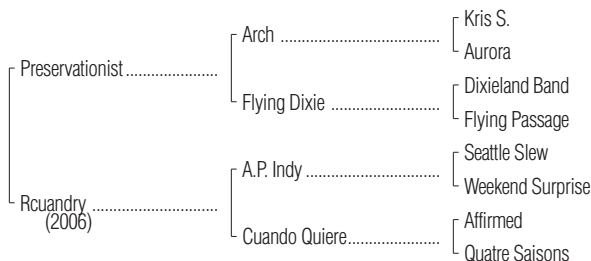 Kris S.
Arch
Aurora
Preservationist
Dixieland Band
Flying Dixie
Flying Passage
Seattle Slew
A.P. Indy
Weekend Surprise
Rcuandry
(2006)
Affirmed
Cuando Quiere
Quatre Saisons